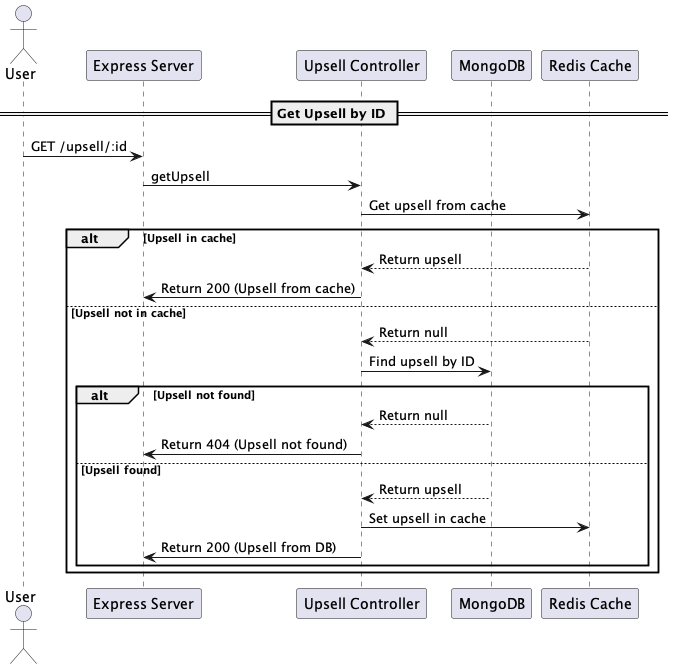 User
Express Server
Upsell Controller
MongoDB
Redis Cache
Get Upsell by ID
GET /upsell/:id
getUpsell
Get upsell from cache
alt
[Upsell in cache]
Return upsell
Return 200 (Upsell from cache)
[Upsell not in cache]
Return null
Find upsell by ID
alt
[Upsell not found]
Return null
Return 404 (Upsell not found)
[Upsell found]
Return upsell
Set upsell in cache
Return 200 (Upsell from DB)
User
Express Server
Upsell Controller
MongoDB
Redis Cache